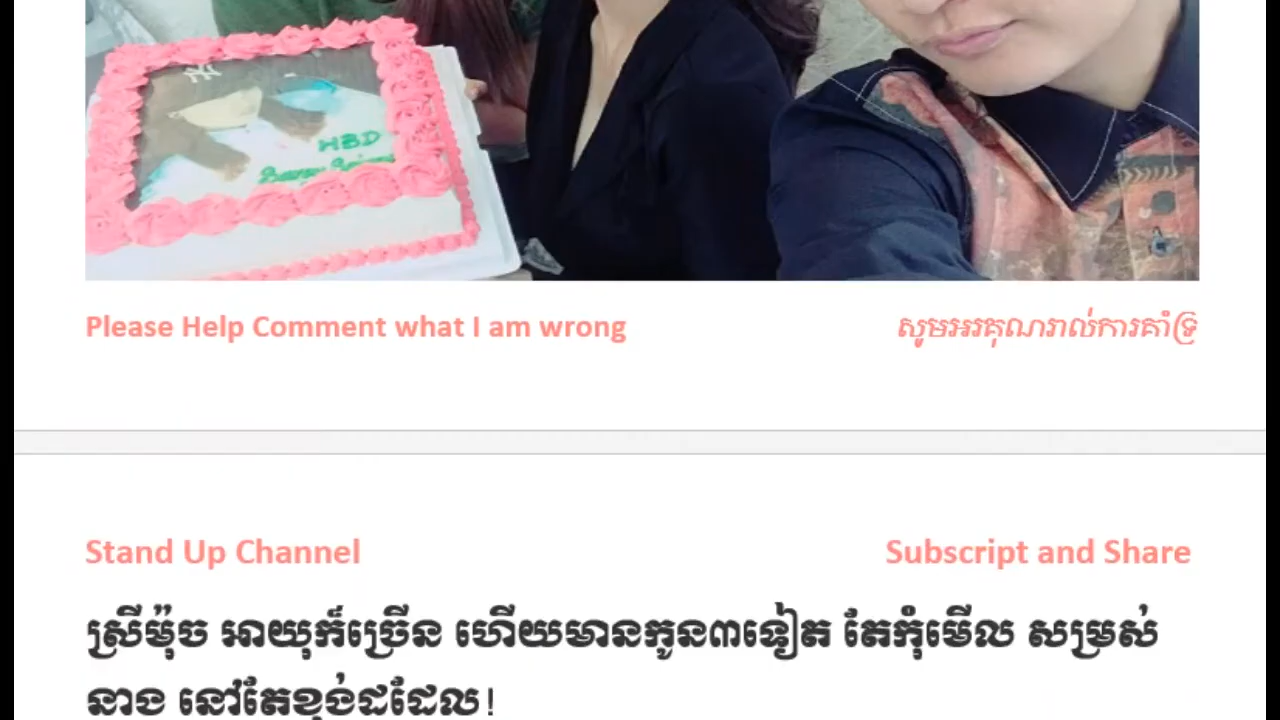 HBD
Please Help Comment what I am wrong
សូមអរគុណរាល់ការគាំទ្រ
Stand Up Channel
Subscript and Share
ស្រីម៉ុច អាយុក៏ច្រើន ហើយមានកូន៣ទៀត តែកុំមើល សម្រស់
នាង នៅតែខ្ទង់ដដែល!